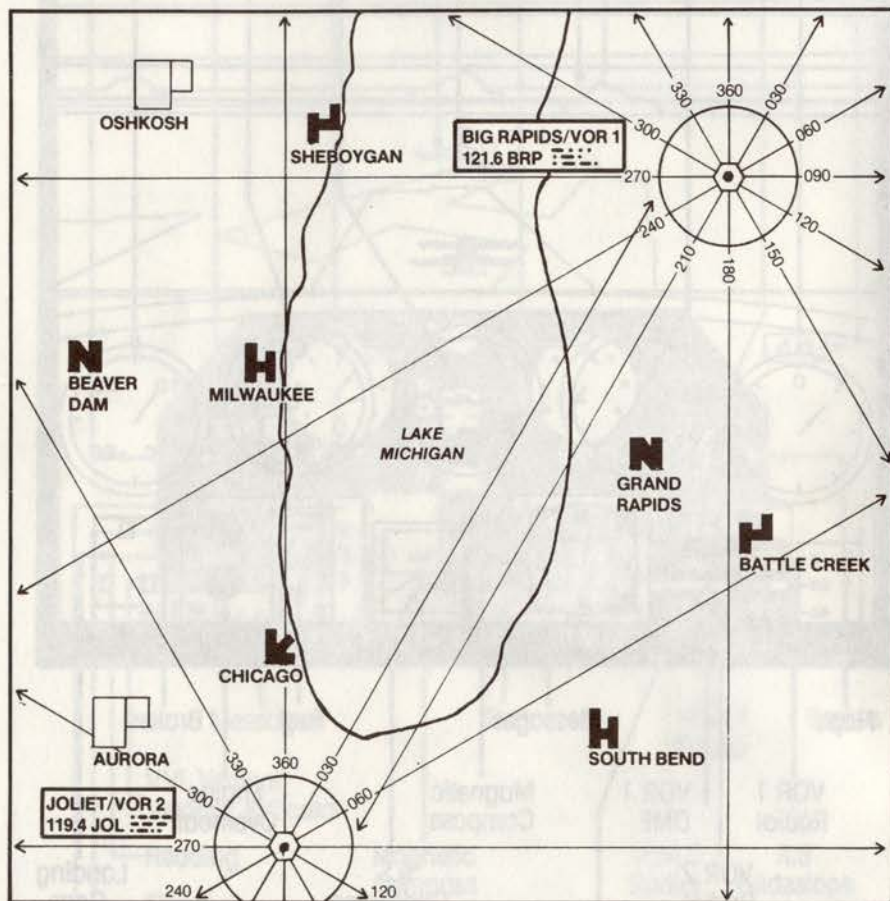 OSHKOSH
SHEBOYGAN
BIG RAPIDS/VOR 1
121.6 BRP
360
030
060
090
120
150
180
210
240
270
300
330
N
BEAVER
DAM
H
MILWAUKEE
LAKE
MICHIGAN
N
GRAND
RAPIDS
BATTLE CREEK
CHICAGO
AURORA
H
SOUTH BEND
JOLIET/VOR 2
119.4 JOL
330
360
030
060
300
270
240
120